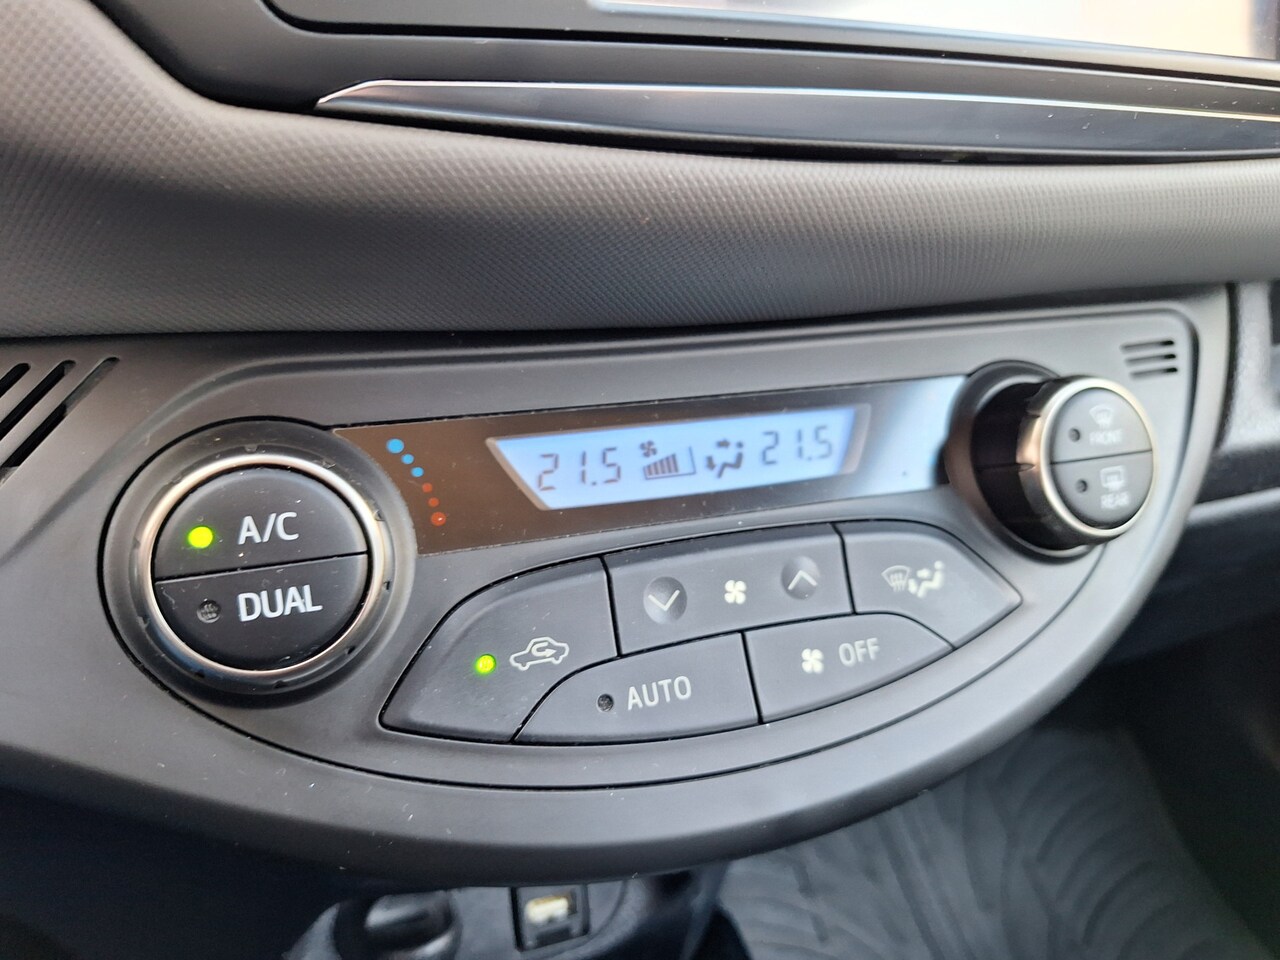 21.5 21.5
FRONT
REAR
A/C
DUAL
AUTO
OFF